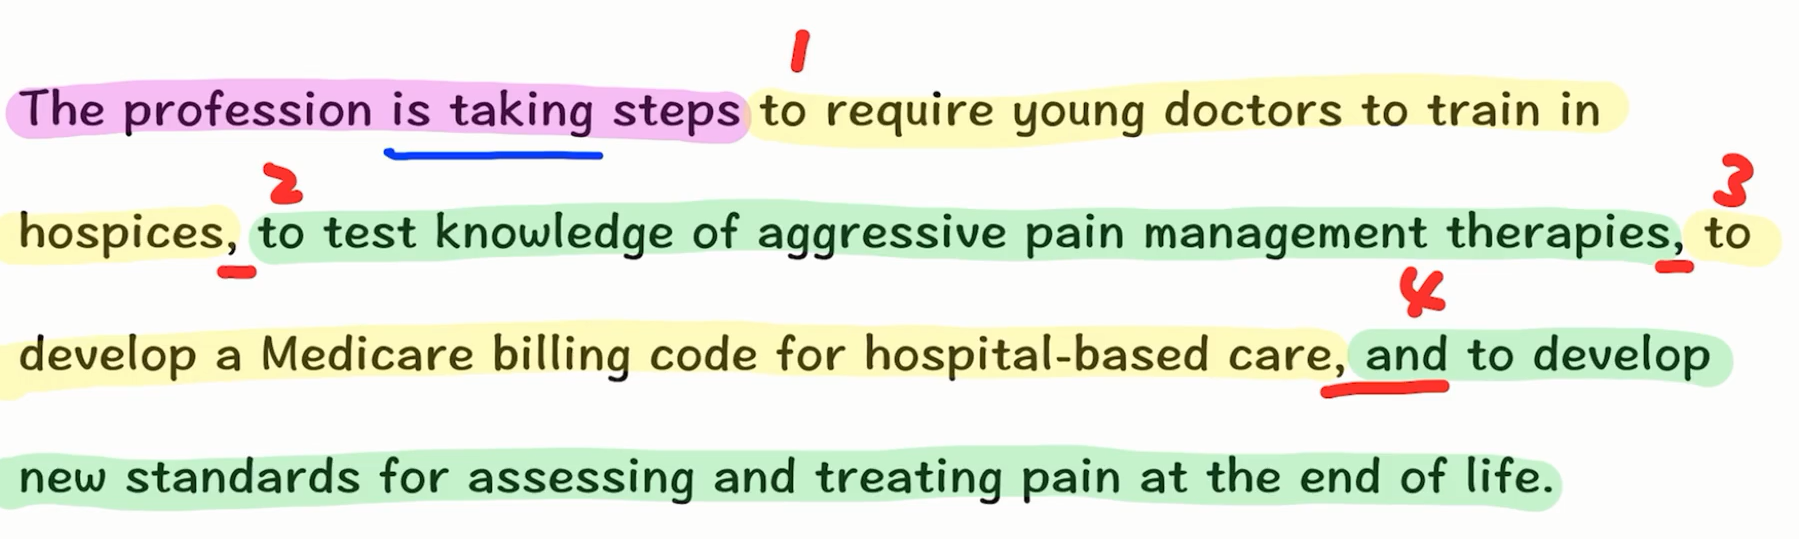 1
The profession is taking steps to require young doctors to train in
2 3
hospices, to test knowledge of aggressive pain management therapies, to
4
develop a Medicare billing code for hospital-based care, and to develop
new standards for assessing and treating pain at the end of life.